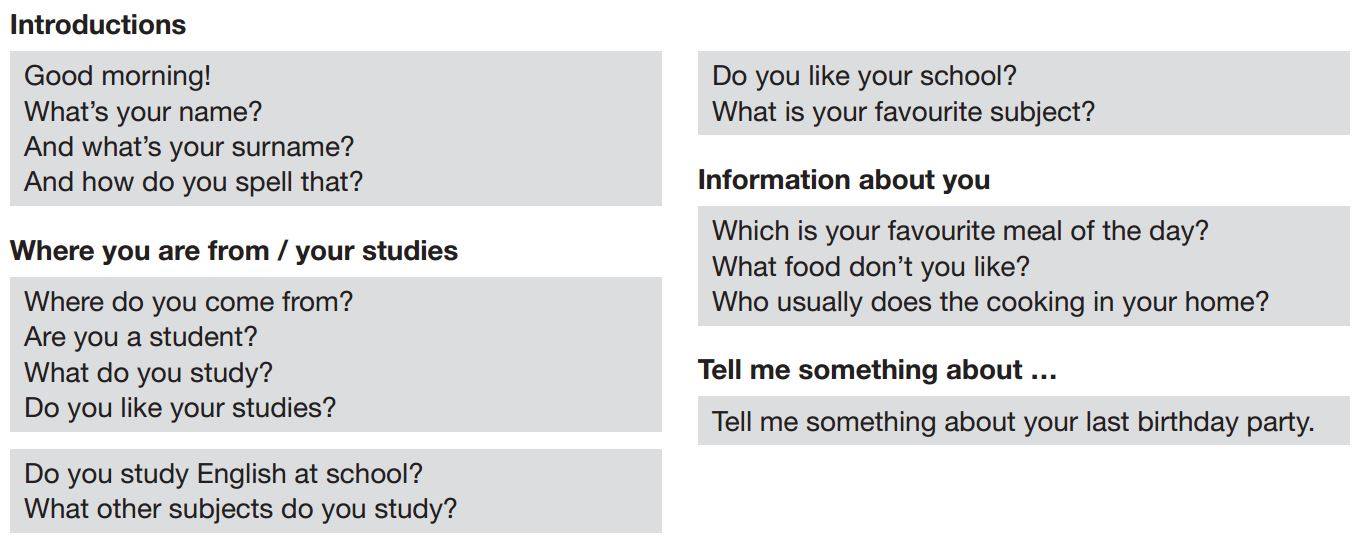 Introductions
Good morning!
What’s your name?
And what’s your surname?
And how do you spell that?
Where you are from / your studies
Where do you come from?
Are you a student?
What do you study?
Do you like your studies?
Do you study English at school?
What other subjects do you study?
Do you like your school?
What is your favourite subject?
Information about you
Which is your favourite meal of the day?
What food don’t you like?
Who usually does the cooking in your home?
Tell me something about …
Tell me something about your last birthday party.